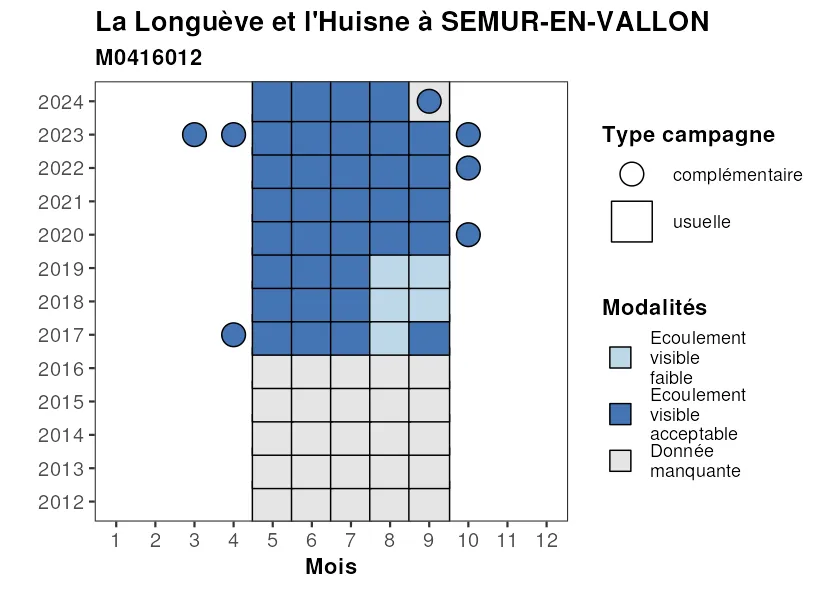 La Longuève et l'Huisne à SEMUR-EN-VALLON
M0416012
2024
2023
2022
2021
2020
2019
2018
2017
2016
2015
2014
2013
2012
1 2 3 4 5 6 7 8 9 10 11 12
Mois
Type campagne
complémentaire
usuelle
Modalités
Ecoulement
visible
faible
Ecoulement
visible
acceptable
Donnée
manquante